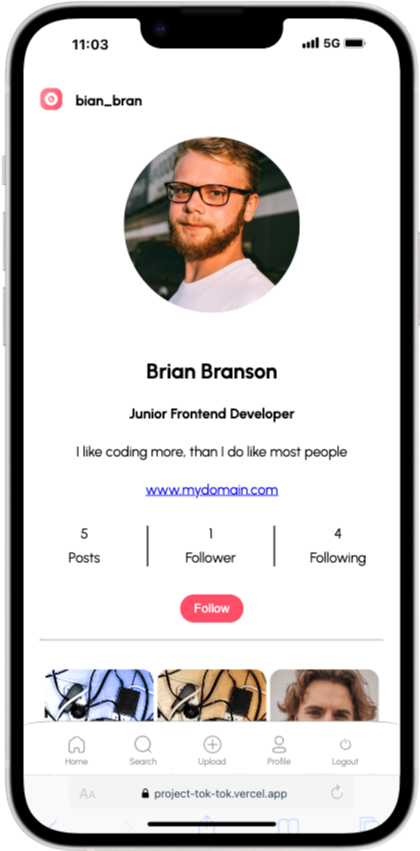 11:03 5G
bian_bran
Brian Branson
Junior Frontend Developer
I like coding more, than I do like most people
www.mydomain.com
5 1 4
Posts Follower Following
Follow
Home Search Upload Profile Logout
AA project-tok-tok.vercel.app